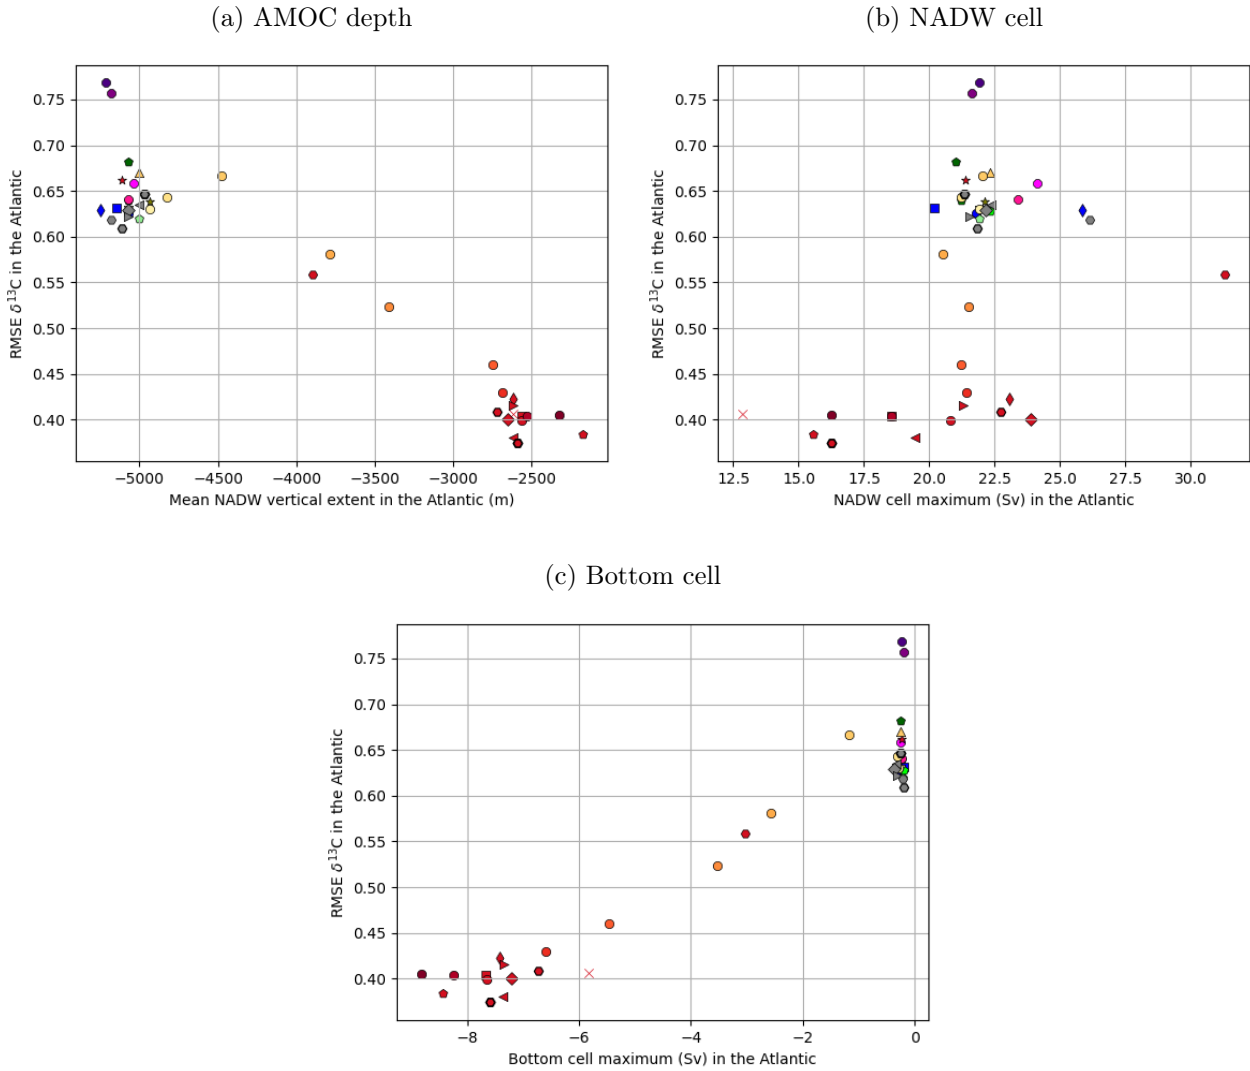 (a) AMOC depth
0.75
0.70
0.65
0.60
0.55
0.50
0.45
0.40
RMSE δ¹³C in the Atlantic
−5000 −4500 −4000 −3500 −3000 −2500
Mean NADW vertical extent in the Atlantic (m)
(b) NADW cell
0.75
0.70
0.65
0.60
0.55
0.50
0.45
0.40
RMSE δ¹³C in the Atlantic
12.5 15.0 17.5 20.0 22.5 25.0 27.5 30.0
NADW cell maximum (Sv) in the Atlantic
(c) Bottom cell
0.75
0.70
0.65
0.60
0.55
0.50
0.45
0.40
RMSE δ¹³C in the Atlantic
−8 −6 −4 −2 0
Bottom cell maximum (Sv) in the Atlantic